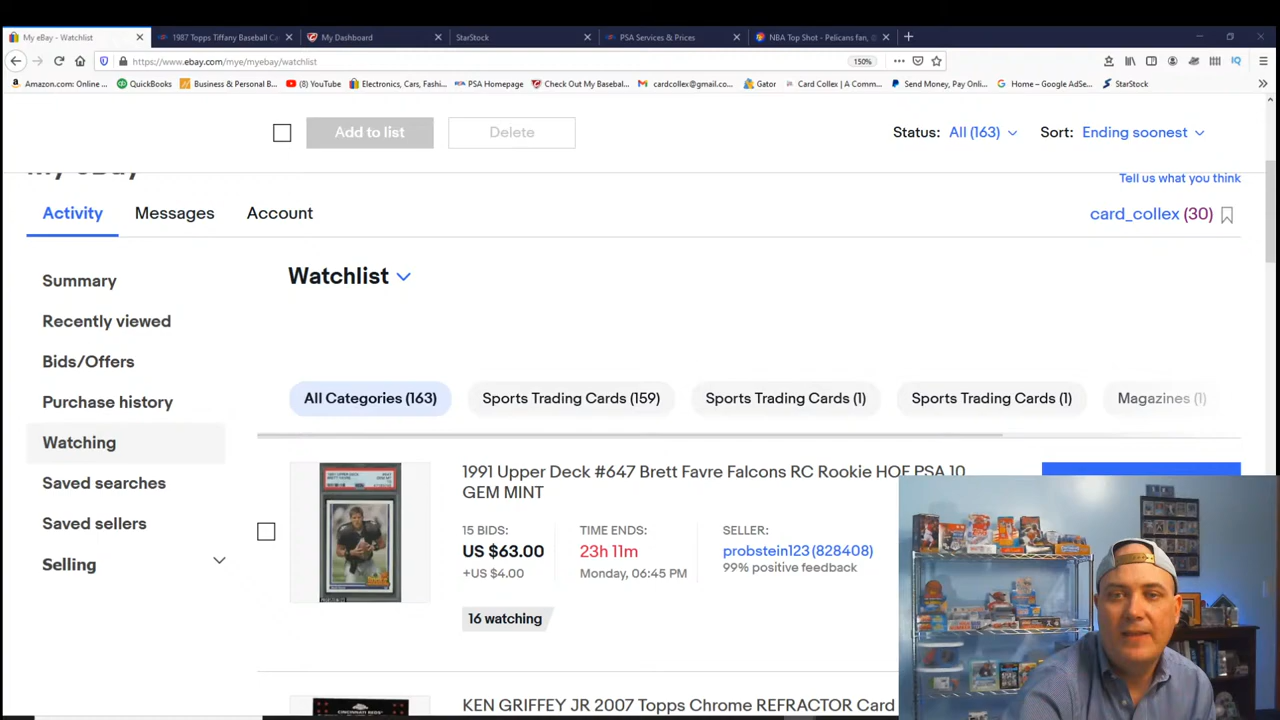 My eBay - Watchlist
1987 Topps Tiffany Baseball Ca
My Dashboard
StarStock
PSA Services & Prices
NBA Top Shot - Pelicans fan,
https://www.ebay.com/mye/myebay/watchlist
150%
Amazon.com: Online ...
QuickBooks
Business & Personal B...
(8) YouTube
Electronics, Cars, Fashi...
PSA Homepage
Check Out My Basebal...
cardcollex@gmail.co...
Gator
Card Collex | A Comm...
Send Money, Pay Onli...
Home – Google AdSe...
StarStock
Add to list
Delete
Status: All (163)
Sort: Ending soonest
My eBay
Tell us what you think
Activity
Messages
Account
card_collex (30)
Summary
Recently viewed
Bids/Offers
Purchase history
Watching
Saved searches
Saved sellers
Selling
Watchlist
All Categories (163)
Sports Trading Cards (159)
Sports Trading Cards (1)
Sports Trading Cards (1)
Magazines (1)
1991 Upper Deck #647 Brett Favre Falcons RC Rookie HOF PSA 10
GEM MINT
15 BIDS:
US $63.00
+US $4.00
TIME ENDS:
23h 11m
Monday, 06:45 PM
SELLER:
probstein123 (828408)
99% positive feedback
16 watching
KEN GRIFFEY JR 2007 Topps Chrome REFRACTOR Card
CINCINNATI REDS